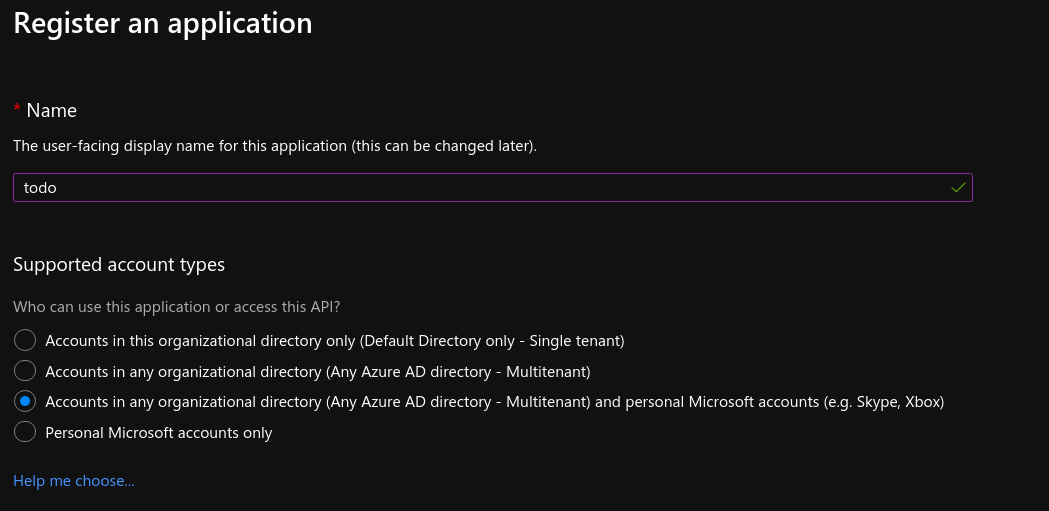 Register an application
* Name
The user-facing display name for this application (this can be changed later).
todo
Supported account types
Who can use this application or access this API?
Accounts in this organizational directory only (Default Directory only - Single tenant)
Accounts in any organizational directory (Any Azure AD directory - Multitenant)
Accounts in any organizational directory (Any Azure AD directory - Multitenant) and personal Microsoft accounts (e.g. Skype, Xbox)
Personal Microsoft accounts only
Help me choose...